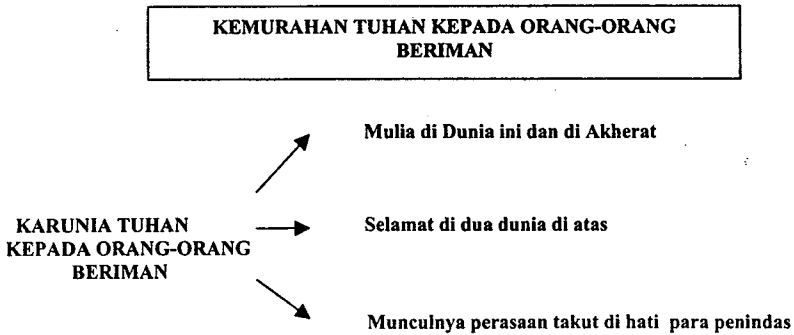 KEMURAHAN TUHAN KEPADA ORANG-ORANG
BERIMAN
Mulia di Dunia ini dan di Akherat
KARUNIA TUHAN
KEPADA ORANG-ORANG
BERIMAN
Selamat di dua dunia di atas
Munculnya perasaan takut di hati para penindas